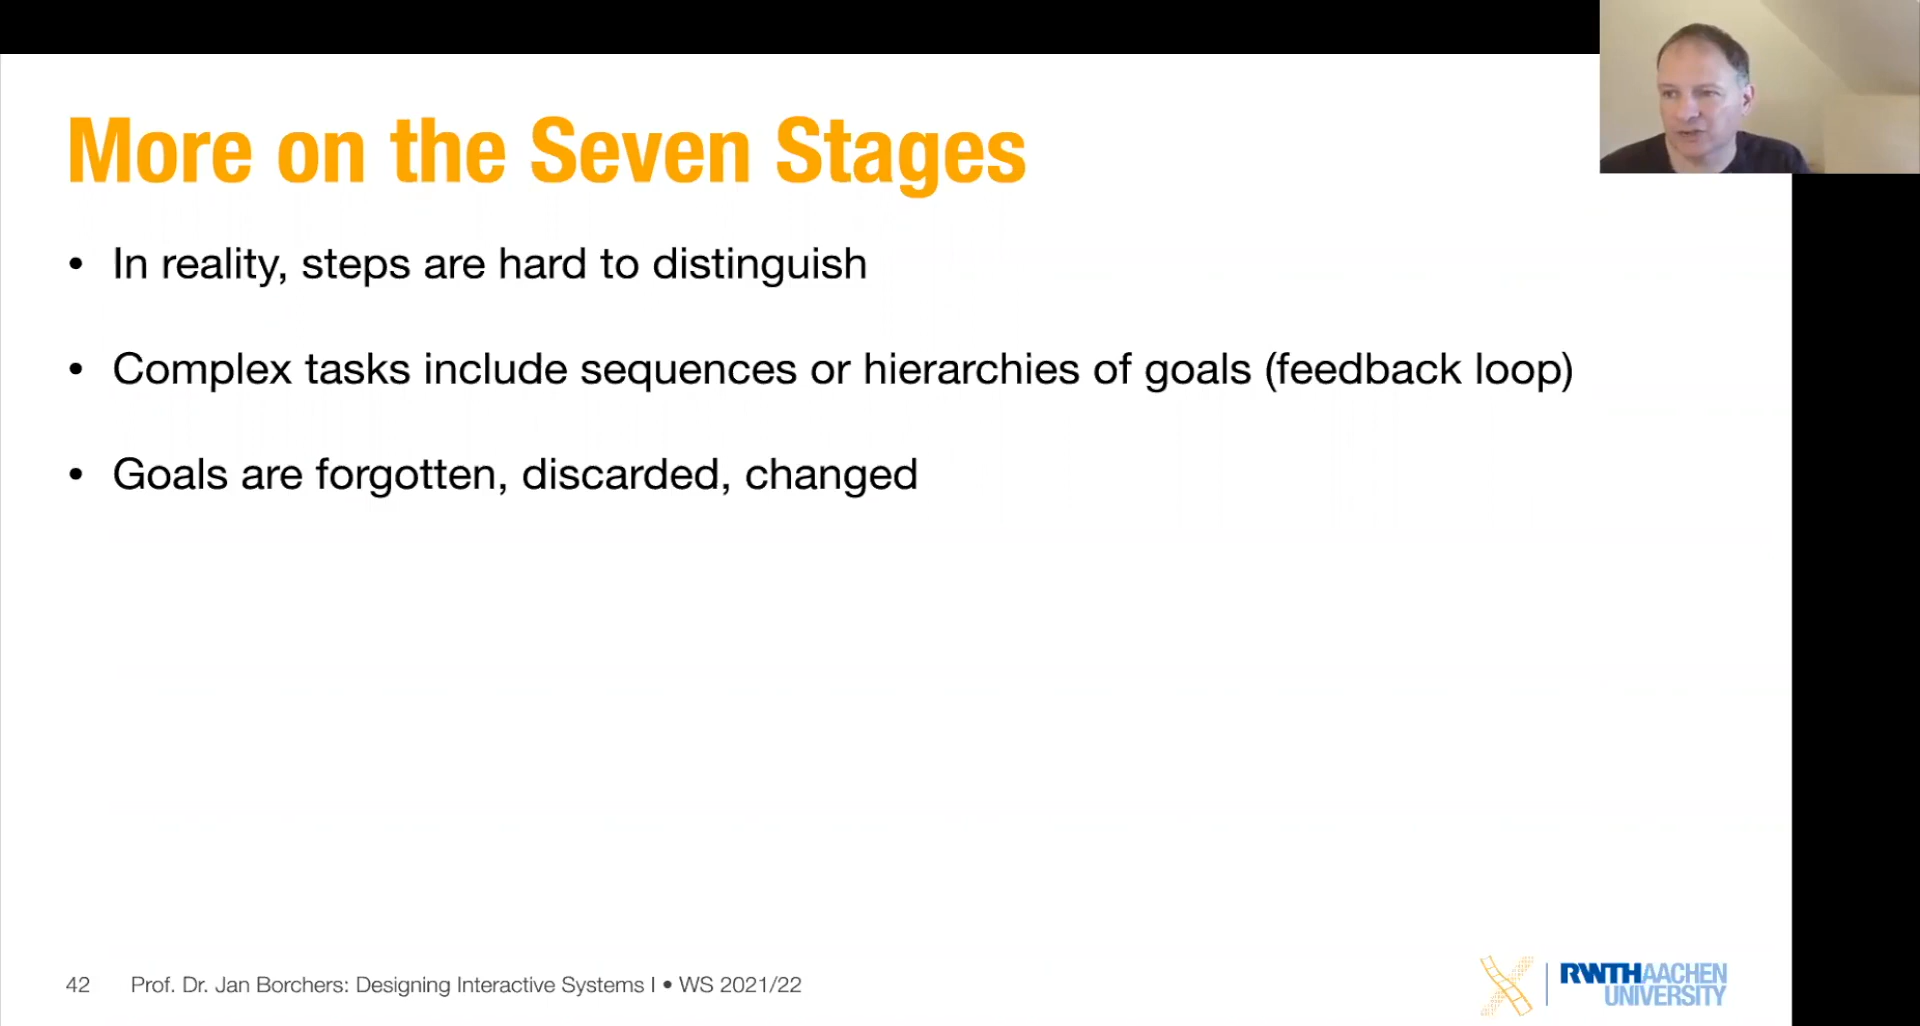 More on the Seven Stages
• In reality, steps are hard to distinguish
• Complex tasks include sequences or hierarchies of goals (feedback loop)
• Goals are forgotten, discarded, changed
42 Prof. Dr. Jan Borchers: Designing Interactive Systems I • WS 2021/22
RWTHAACHEN
UNIVERSITY